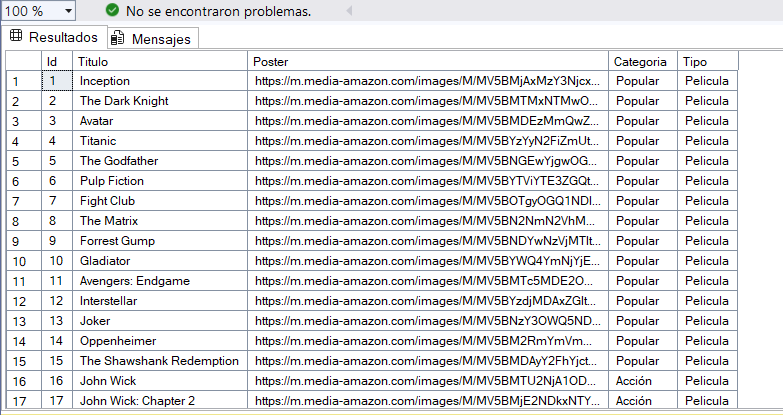 100 % No se encontraron problemas.
Resultados Mensajes
Id Titulo Poster Categoria Tipo
1 1 Inception https://m.media-amazon.com/images/M/MV5BMjAxMzY3Njcx... Popular Pelicula
2 2 The Dark Knight https://m.media-amazon.com/images/M/MV5BMTMxNTMwO... Popular Pelicula
3 3 Avatar https://m.media-amazon.com/images/M/MV5BMDEzMmQwZ... Popular Pelicula
4 4 Titanic https://m.media-amazon.com/images/M/MV5BYzYyN2FiZmUt... Popular Pelicula
5 5 The Godfather https://m.media-amazon.com/images/M/MV5BNGEwYjgwOG... Popular Pelicula
6 6 Pulp Fiction https://m.media-amazon.com/images/M/MV5BYTViYTE3ZGQt... Popular Pelicula
7 7 Fight Club https://m.media-amazon.com/images/M/MV5BOTgyOGQ1NDI... Popular Pelicula
8 8 The Matrix https://m.media-amazon.com/images/M/MV5BN2NmN2VhM... Popular Pelicula
9 9 Forrest Gump https://m.media-amazon.com/images/M/MV5BNDYwNzVjMTIt... Popular Pelicula
10 10 Gladiator https://m.media-amazon.com/images/M/MV5BYWQ4YmNjYjE... Popular Pelicula
11 11 Avengers: Endgame https://m.media-amazon.com/images/M/MV5BMTc5MDE2O... Popular Pelicula
12 12 Interstellar https://m.media-amazon.com/images/M/MV5BYzdjMDAxZGIt... Popular Pelicula
13 13 Joker https://m.media-amazon.com/images/M/MV5BNzY3OWQ5ND... Popular Pelicula
14 14 Oppenheimer https://m.media-amazon.com/images/M/MV5BM2RmYmVm... Popular Pelicula
15 15 The Shawshank Redemption https://m.media-amazon.com/images/M/MV5BMDAyY2FhYjct... Popular Pelicula
16 16 John Wick https://m.media-amazon.com/images/M/MV5BMTU2NjA1OD... Acción Pelicula
17 17 John Wick: Chapter 2 https://m.media-amazon.com/images/M/MV5BMjE2NDkxNTY... Acción Pelicula